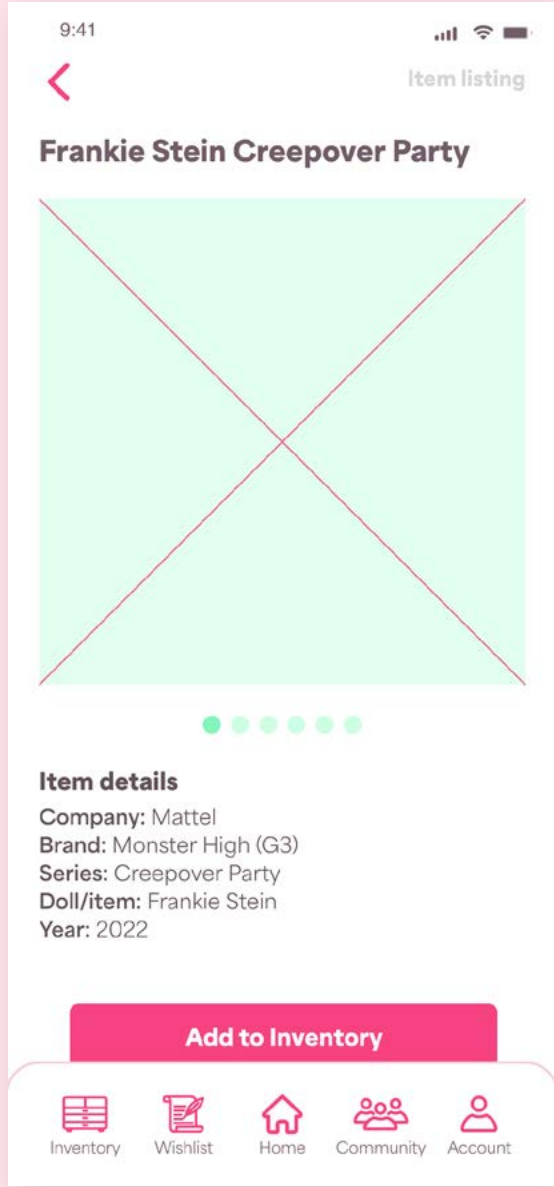 9:41
Item listing
Frankie Stein Creepover Party
Item details
Company: Mattel
Brand: Monster High (G3)
Series: Creepover Party
Doll/item: Frankie Stein
Year: 2022
Add to Inventory
Inventory Wishlist Home Community Account